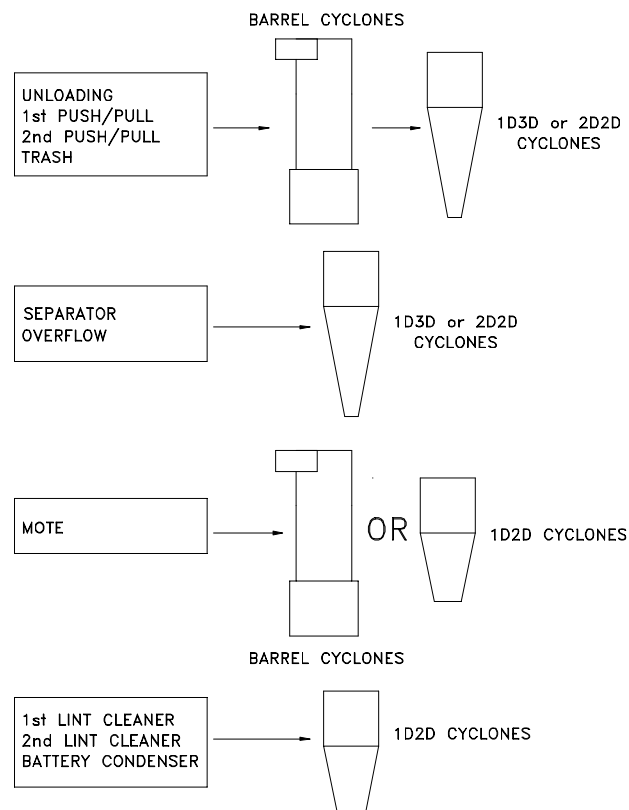 BARREL CYCLONES
UNLOADING
1st PUSH/PULL
2nd PUSH/PULL
TRASH
1D3D or 2D2D
CYCLONES
SEPARATOR
OVERFLOW
1D3D or 2D2D
CYCLONES
MOTE
OR
1D2D CYCLONES
BARREL CYCLONES
1st LINT CLEANER
2nd LINT CLEANER
BATTERY CONDENSER
1D2D CYCLONES